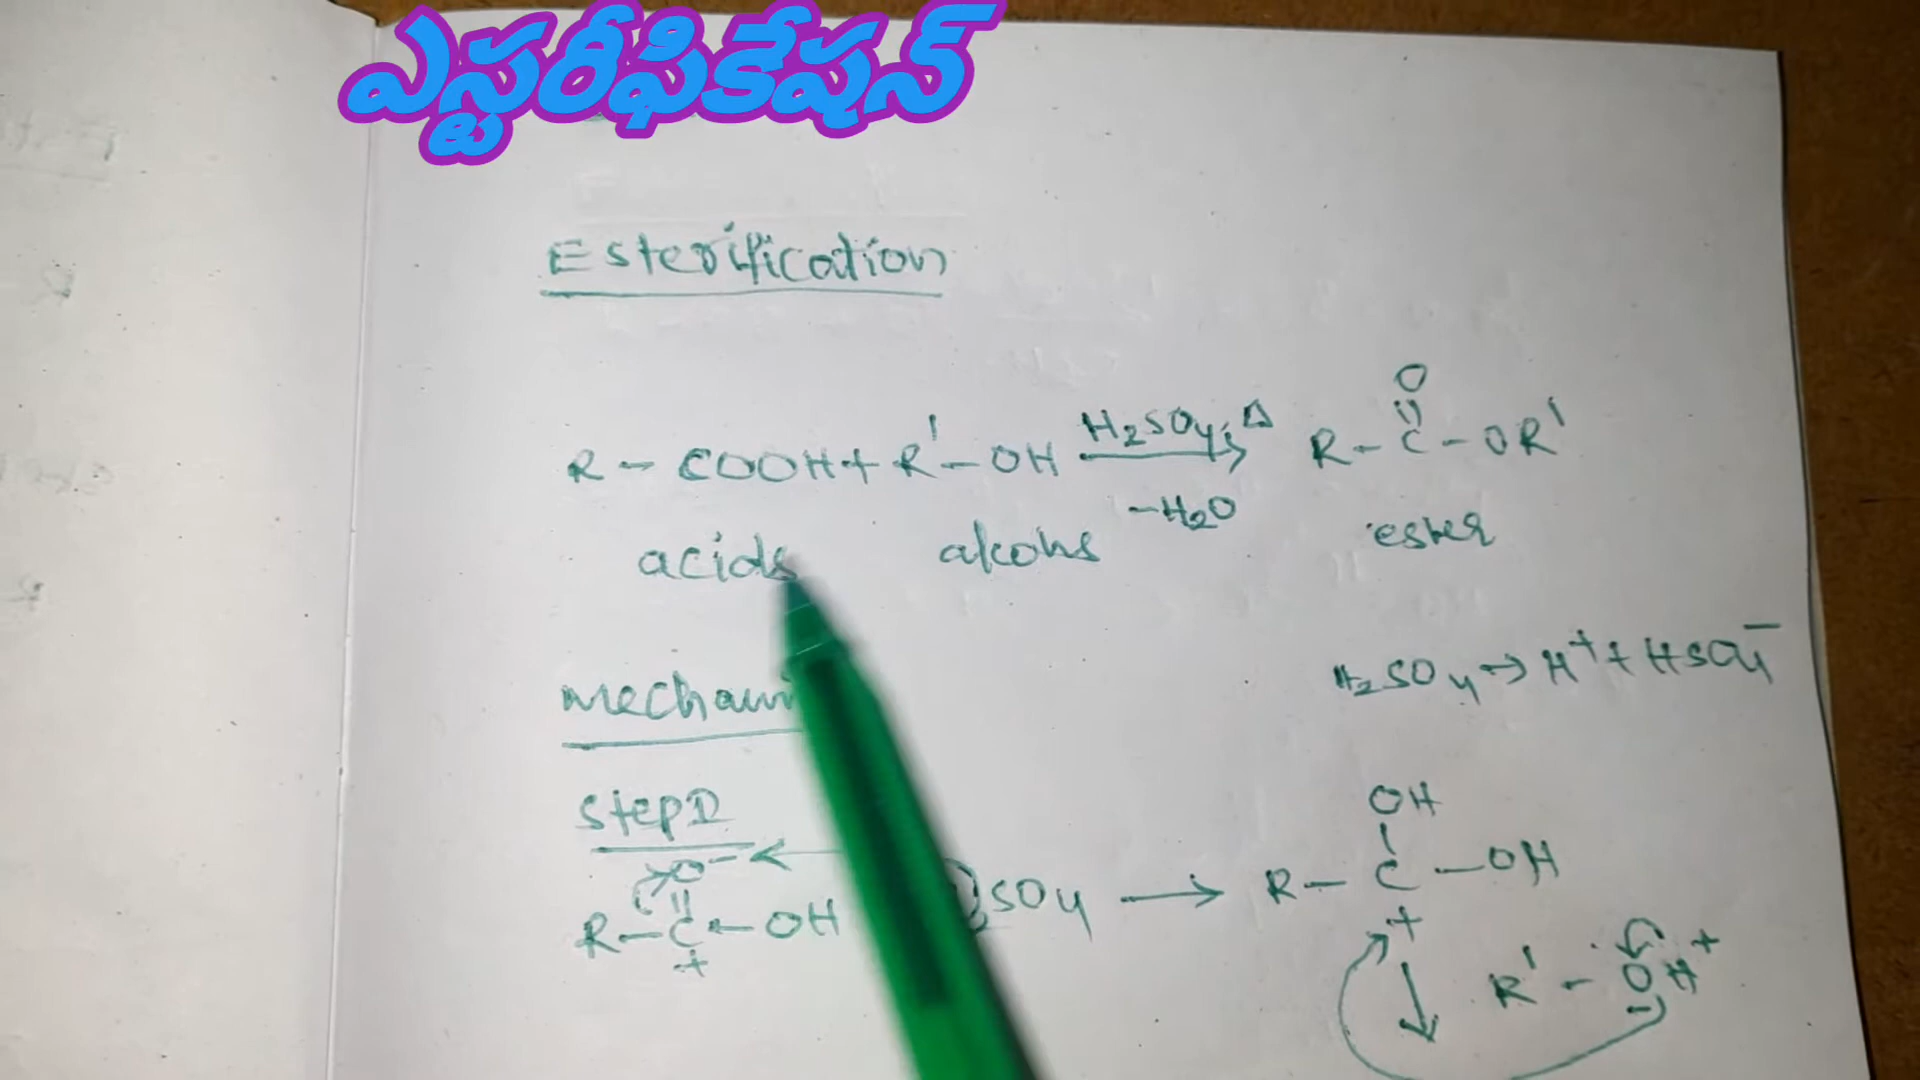 ఎస్టరీఫికేషన్
Esterification
O
R - COOH + R' - OH H2SO4, Δ R - C - OR'
- H2O
acids alcohls ester
H2SO4 → H+ + HSO4-
Step I
OH
O-
R - C - OH SO4 → R - C - OH
+ +
R' - OH+